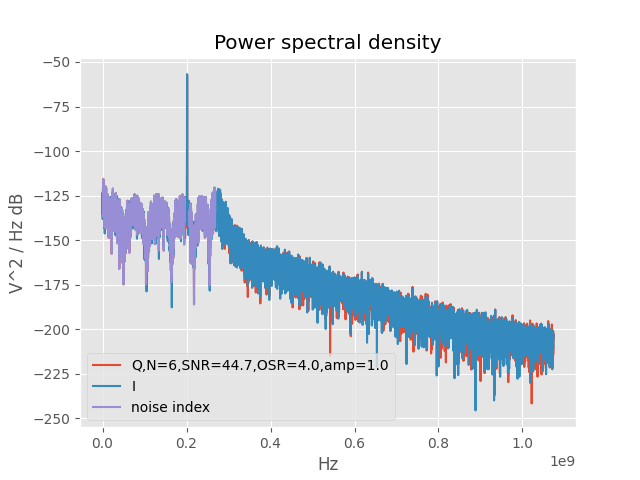 Power spectral density
V^2 / Hz dB
−50
−75
−100
−125
−150
−175
−200
−225
−250
Q,N=6,SNR=44.7,OSR=4.0,amp=1.0
I
noise index
0.0 0.2 0.4 0.6 0.8 1.0
1e9
Hz